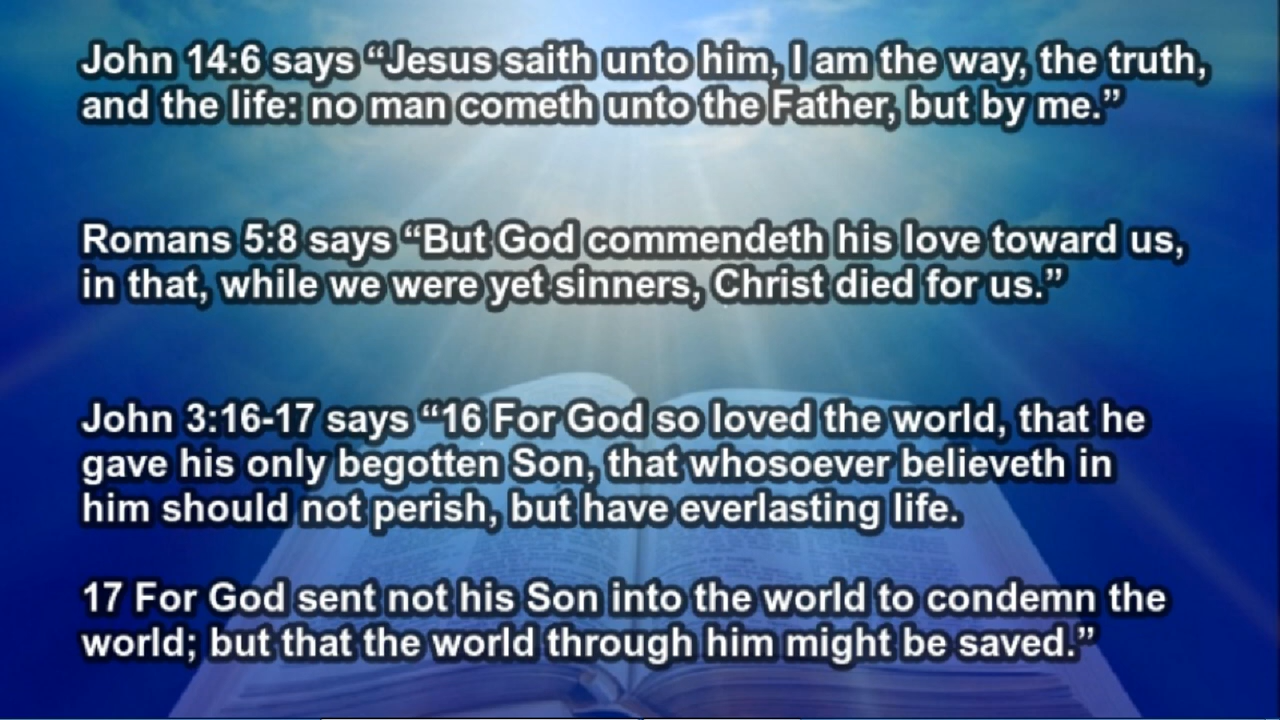 John 14:6 says “Jesus saith unto him, I am the way, the truth,
and the life: no man cometh unto the Father, but by me.”
Romans 5:8 says “But God commendeth his love toward us,
in that, while we were yet sinners, Christ died for us.”
John 3:16-17 says “16 For God so loved the world, that he
gave his only begotten Son, that whosoever believeth in
him should not perish, but have everlasting life.
17 For God sent not his Son into the world to condemn the
world; but that the world through him might be saved.”